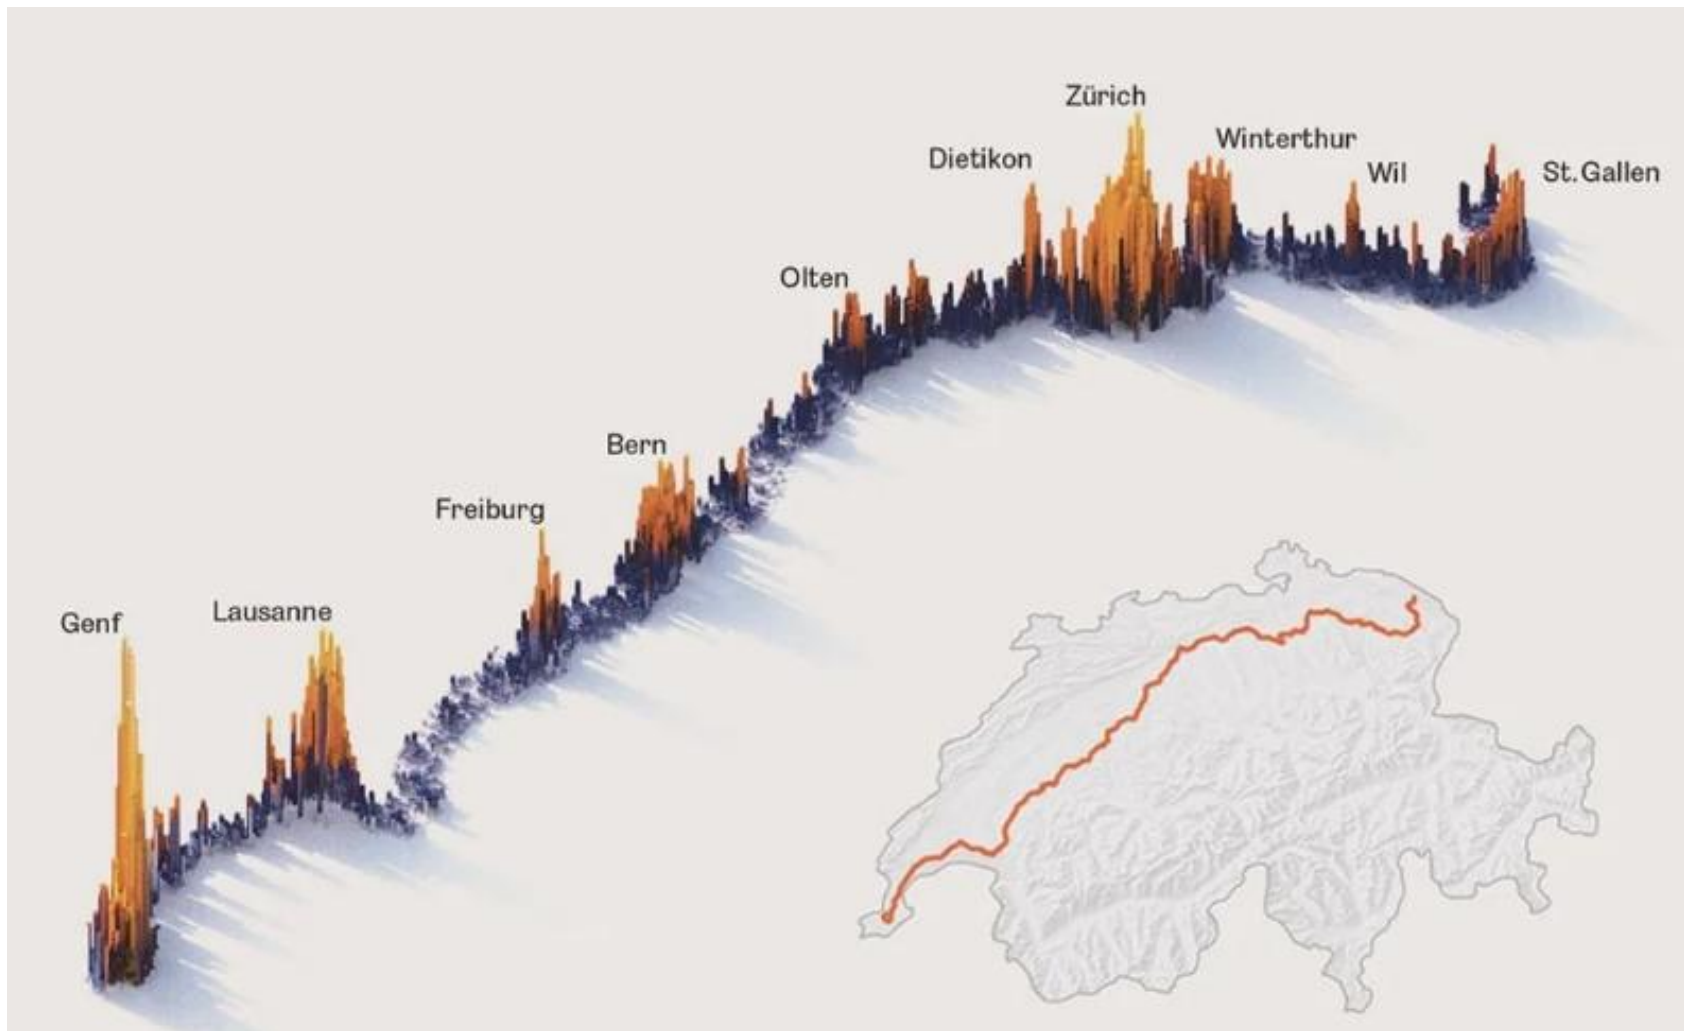 Zürich
Winterthur
Dietikon
Wil
St. Gallen
Olten
Bern
Freiburg
Lausanne
Genf